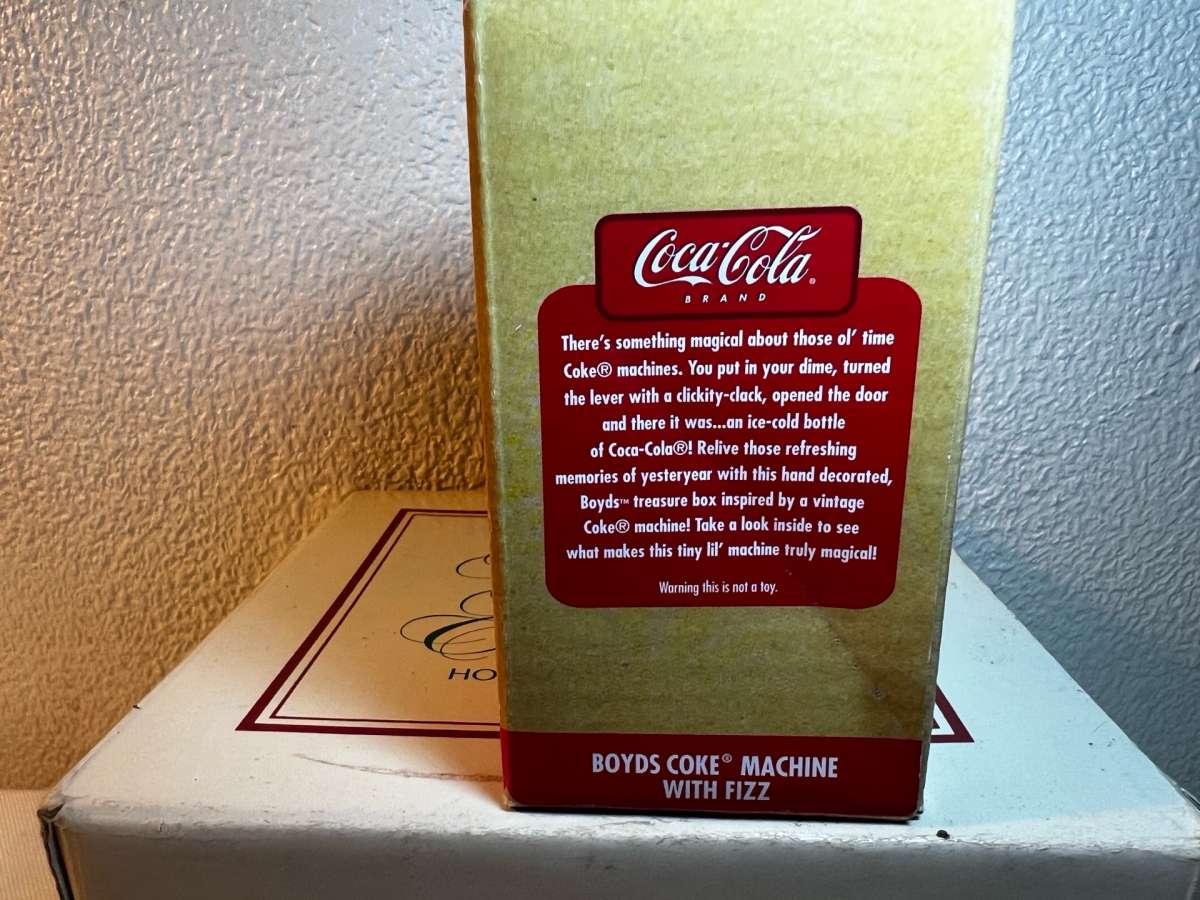 Coca-Cola®
BRAND
There's something magical about those ol' time
Coke® machines. You put in your dime, turned
the lever with a clickity-clack, opened the door
and there it was...an ice-cold bottle
of Coca-Cola®! Relive those refreshing
memories of yesteryear with this hand decorated,
Boyds™ treasure box inspired by a vintage
Coke® machine! Take a look inside to see
what makes this tiny lil' machine truly magical!
Warning this is not a toy.
HO
BOYDS COKE® MACHINE
WITH FIZZ